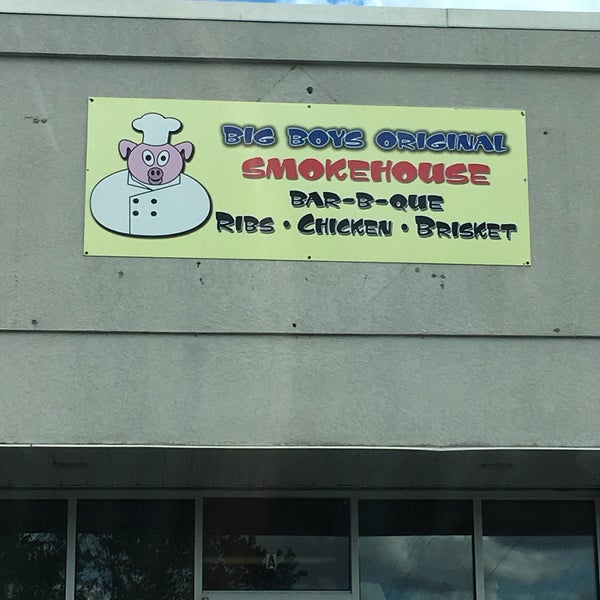 BIG BOYS ORIGINAL
SMOKEHOUSE
BAR-B-QUE
RIBS • CHICKEN • BRISKET
A